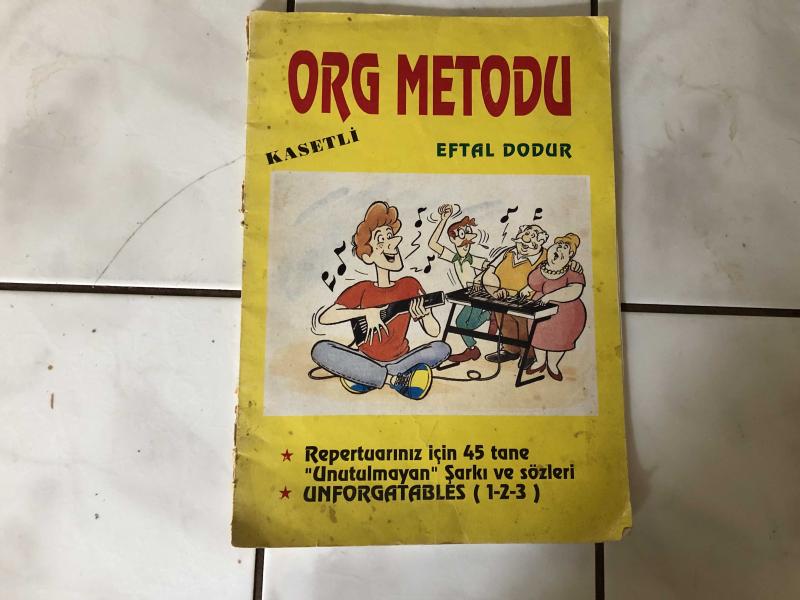 ORG METODU
KASETLİ
EFTAL DODUR
★ Repertuarınız için 45 tane
"Unutulmayan" Şarkı ve sözleri
★ UNFORGATABLES ( 1-2-3 )